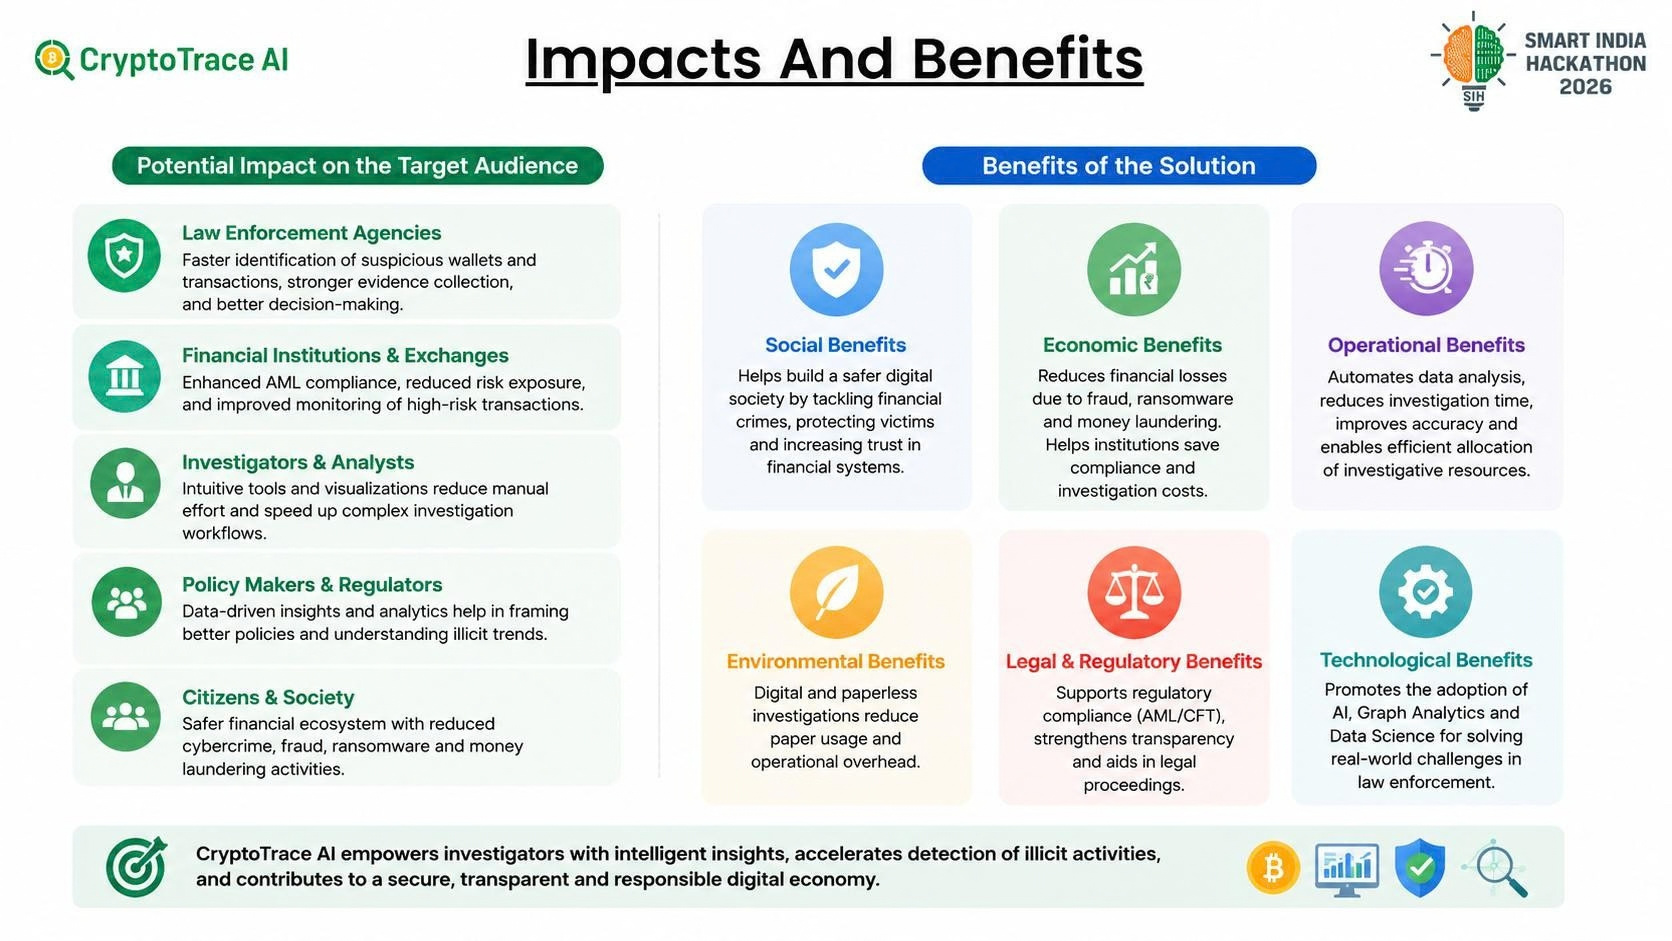 CryptoTrace AI
Impacts And Benefits
SIH
SMART INDIA
HACKATHON
2026
Potential Impact on the Target Audience
Law Enforcement Agencies
Faster identification of suspicious wallets and
transactions, stronger evidence collection,
and better decision-making.
Financial Institutions & Exchanges
Enhanced AML compliance, reduced risk exposure,
and improved monitoring of high-risk transactions.
Investigators & Analysts
Intuitive tools and visualizations reduce manual
effort and speed up complex investigation
workflows.
Policy Makers & Regulators
Data-driven insights and analytics help in framing
better policies and understanding illicit trends.
Citizens & Society
Safer financial ecosystem with reduced
cybercrime, fraud, ransomware and money
laundering activities.
Benefits of the Solution
Social Benefits
Helps build a safer digital
society by tackling financial
crimes, protecting victims
and increasing trust in
financial systems.
₹
Economic Benefits
Reduces financial losses
due to fraud, ransomware
and money laundering.
Helps institutions save
compliance and
investigation costs.
Operational Benefits
Automates data analysis,
reduces investigation time,
improves accuracy and
enables efficient allocation
of investigative resources.
Environmental Benefits
Digital and paperless
investigations reduce
paper usage and
operational overhead.
Legal & Regulatory Benefits
Supports regulatory
compliance (AML/CFT),
strengthens transparency
and aids in legal
proceedings.
Technological Benefits
Promotes the adoption of
AI, Graph Analytics and
Data Science for solving
real-world challenges in
law enforcement.
CryptoTrace AI empowers investigators with intelligent insights, accelerates detection of illicit activities,
and contributes to a secure, transparent and responsible digital economy.